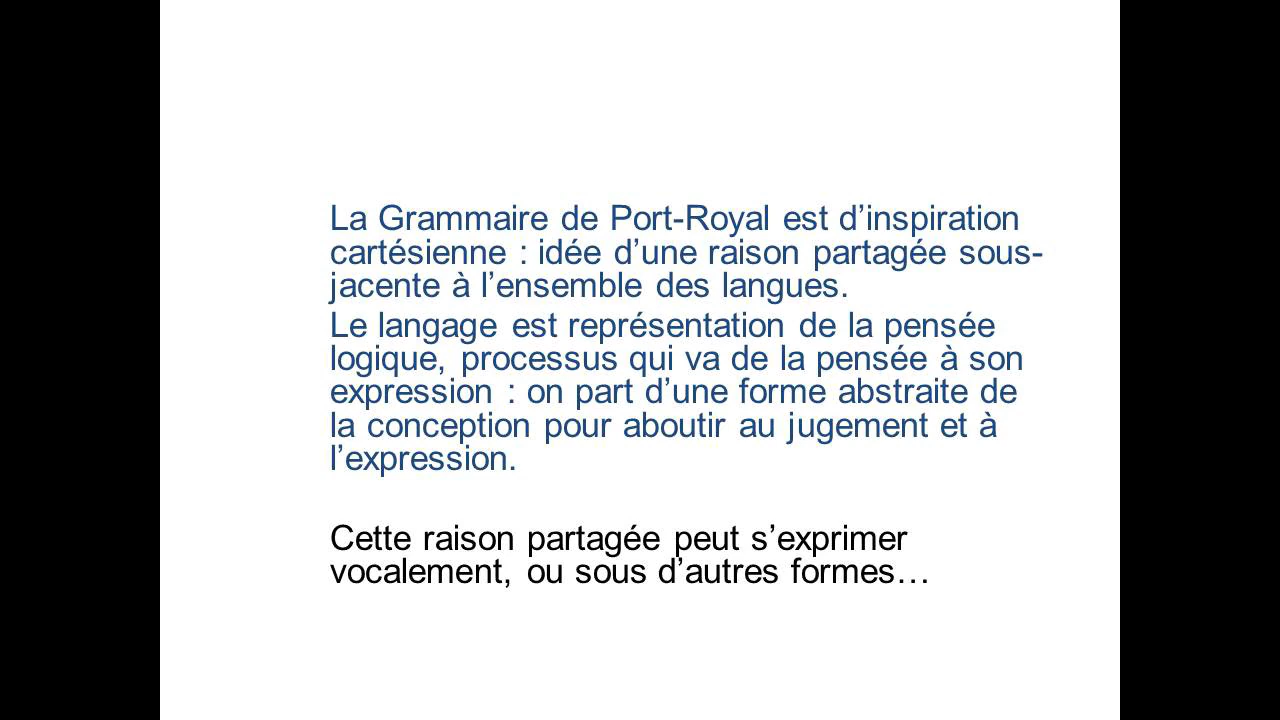 La Grammaire de Port-Royal est d’inspiration
cartésienne : idée d’une raison partagée sous-
jacente à l’ensemble des langues.
Le langage est représentation de la pensée
logique, processus qui va de la pensée à son
expression : on part d’une forme abstraite de
la conception pour aboutir au jugement et à
l’expression.
Cette raison partagée peut s’exprimer
vocalement, ou sous d’autres formes…